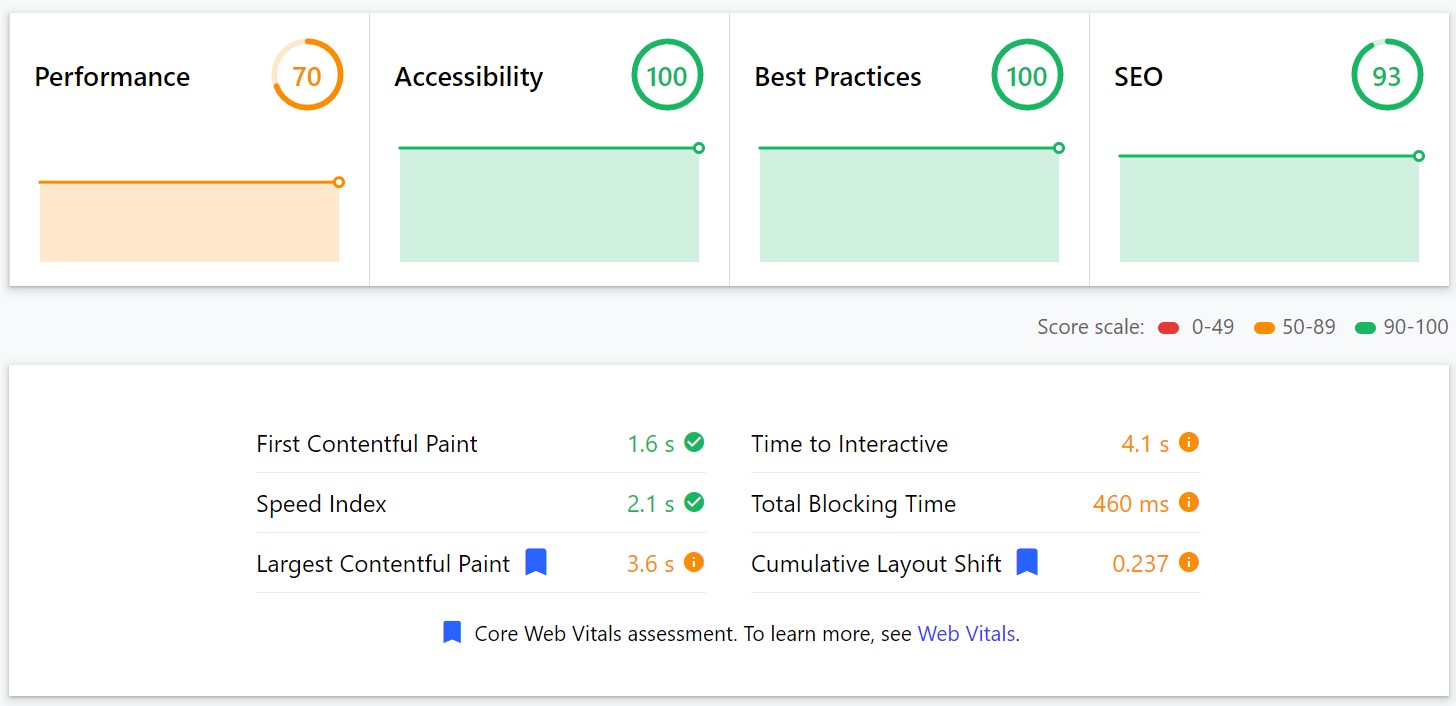 Performance 70 Accessibility 100 Best Practices 100 SEO 93
Score scale: 0-49 50-89 90-100
First Contentful Paint 1.6 s Time to Interactive 4.1 s
Speed Index 2.1 s Total Blocking Time 460 ms
Largest Contentful Paint 3.6 s Cumulative Layout Shift 0.237
Core Web Vitals assessment. To learn more, see Web Vitals.